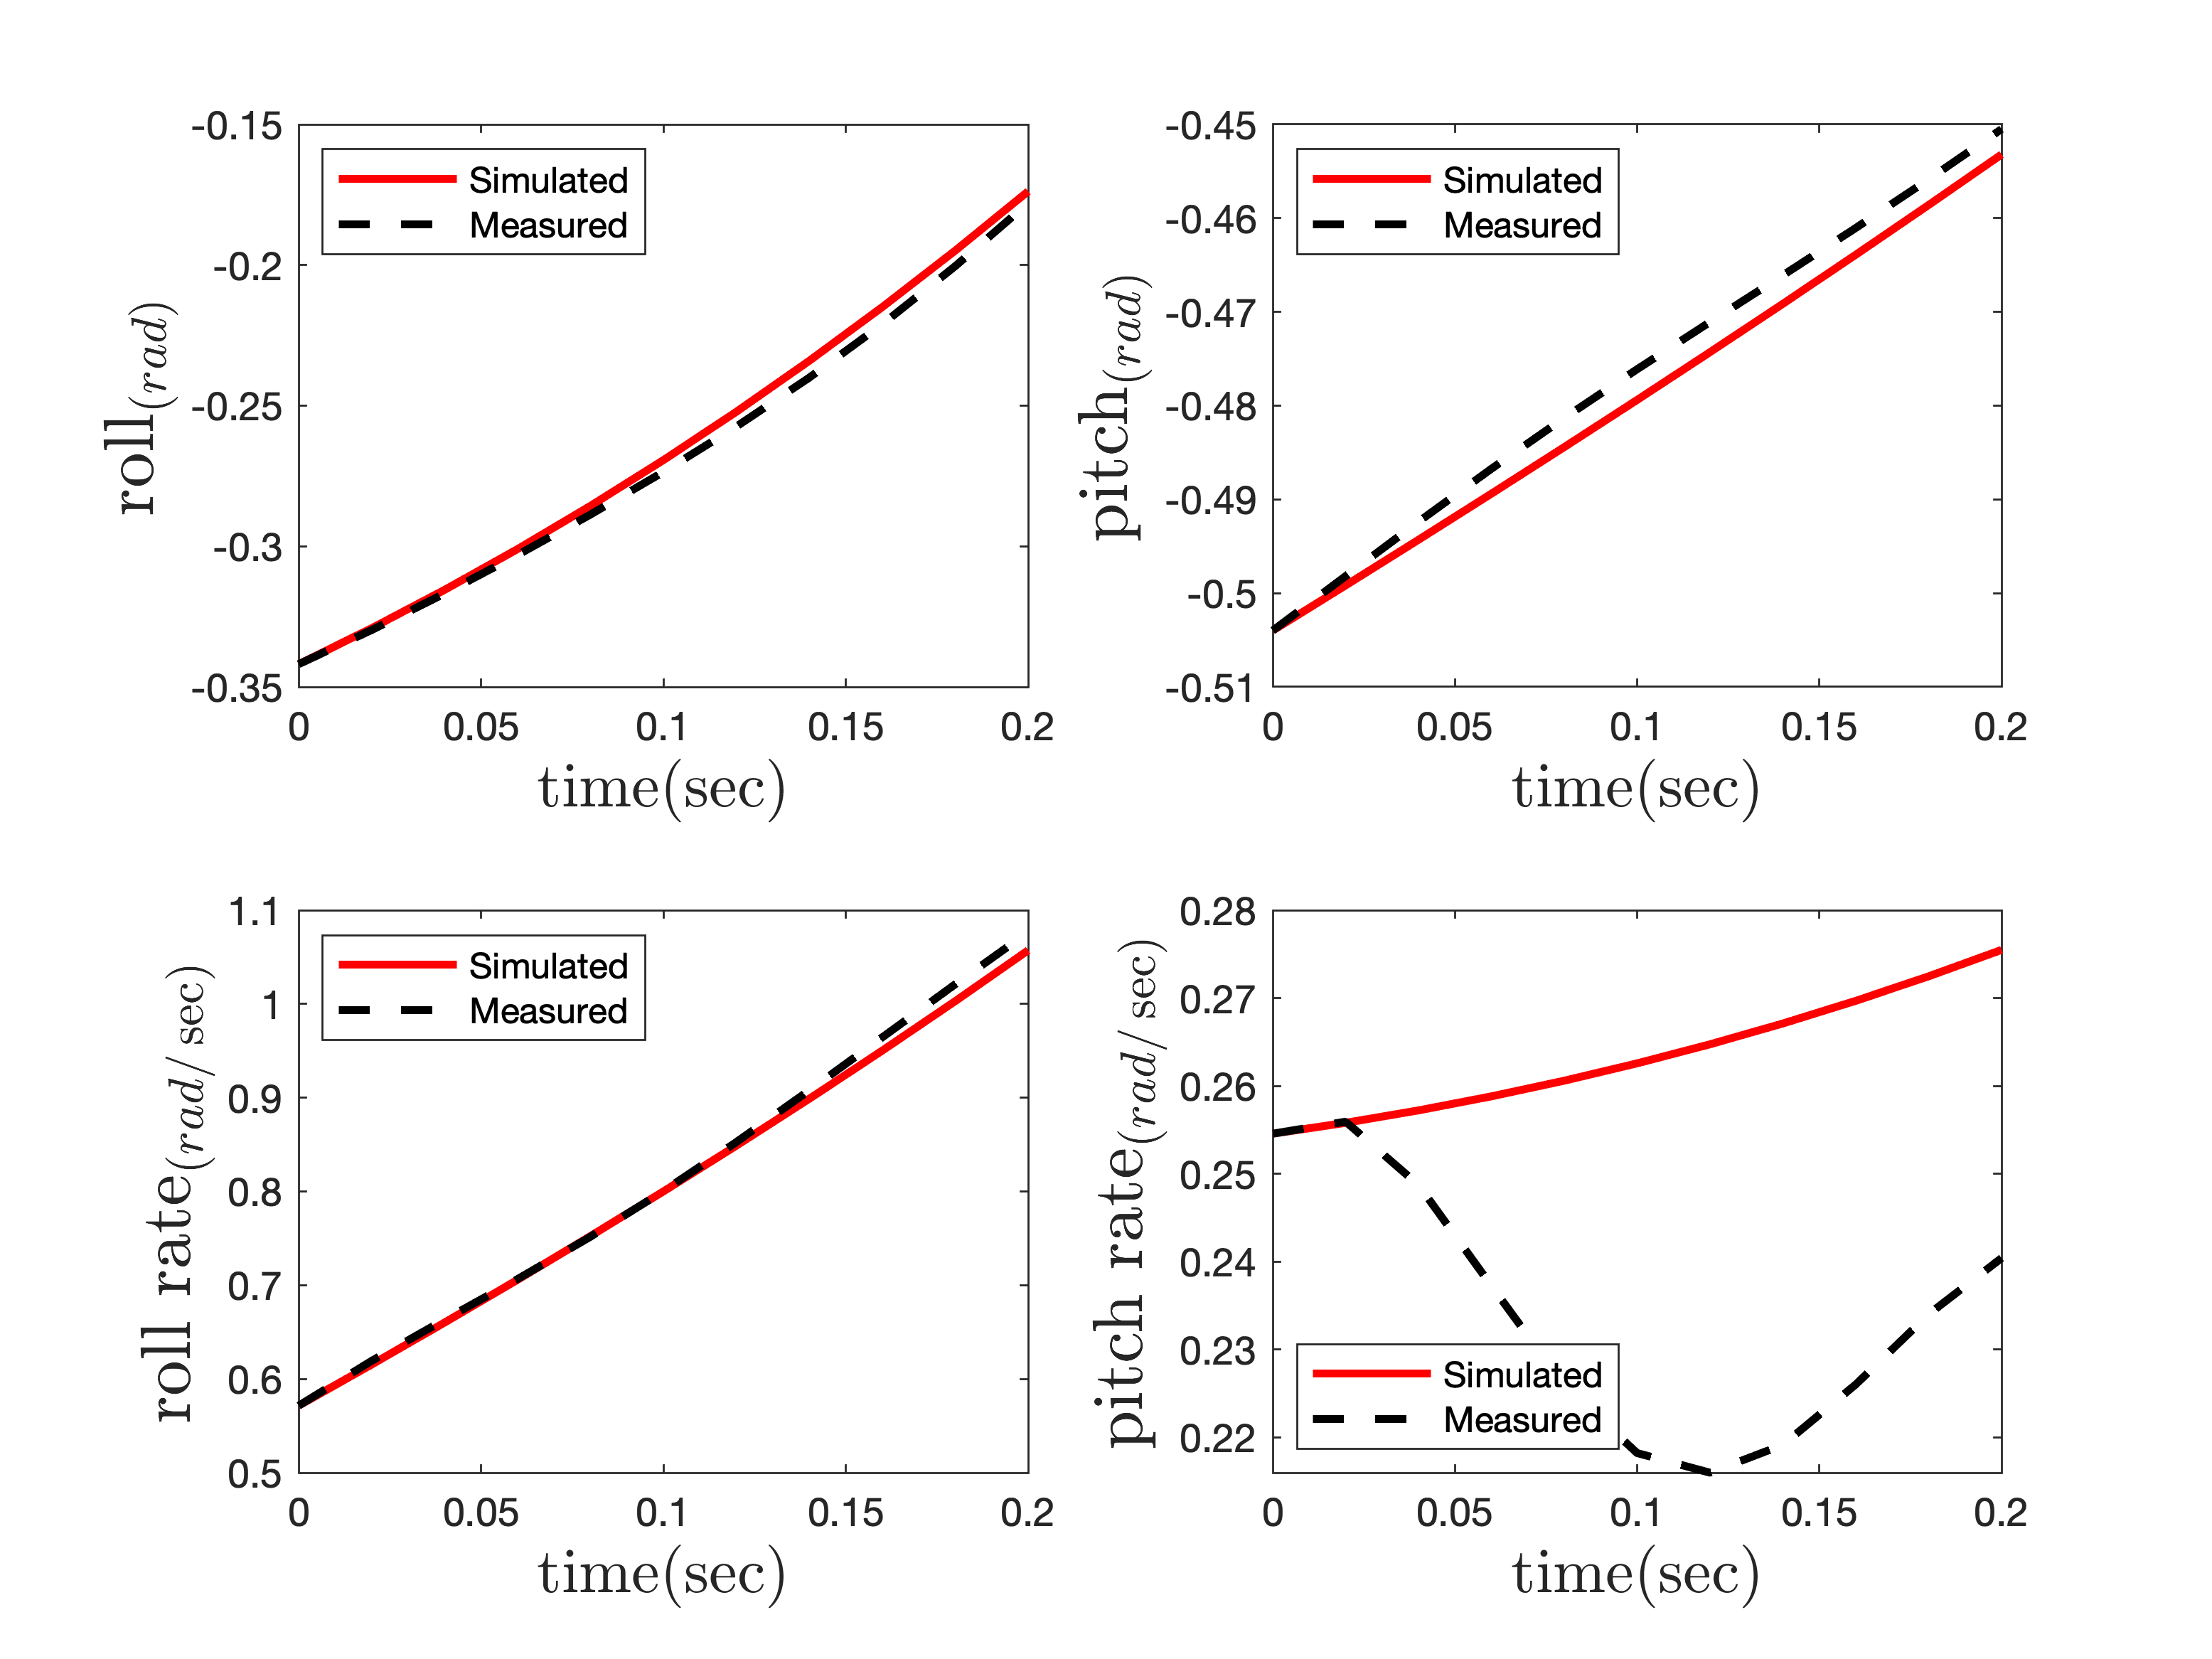 -0.15
-0.2
-0.25
-0.3
-0.35
roll(rad)
Simulated
Measured
0 0.05 0.1 0.15 0.2
time(sec)
-0.45
-0.46
-0.47
-0.48
-0.49
-0.5
-0.51
pitch(rad)
Simulated
Measured
0 0.05 0.1 0.15 0.2
time(sec)
1.1
1
0.9
0.8
0.7
0.6
0.5
roll rate(rad/ sec)
Simulated
Measured
0 0.05 0.1 0.15 0.2
time(sec)
0.28
0.27
0.26
0.25
0.24
0.23
0.22
pitch rate(rad/ sec)
Simulated
Measured
0 0.05 0.1 0.15 0.2
time(sec)